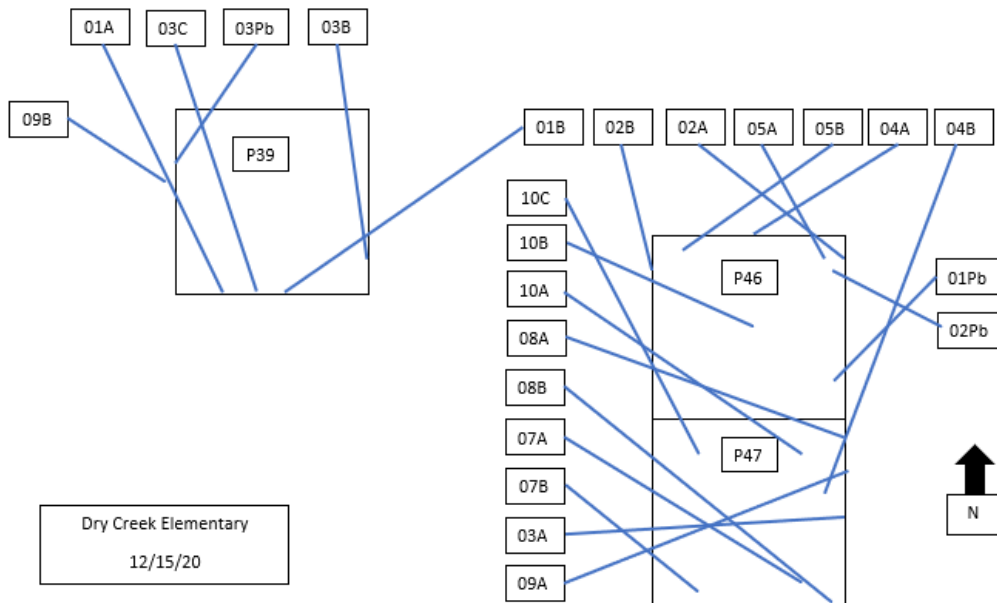 01A
03C
03Pb
03B
09B
P39
01B
02B
02A
05A
05B
04A
04B
10C
10B
10A
08A
08B
07A
07B
03A
09A
P46
P47
01Pb
02Pb
N
Dry Creek Elementary
12/15/20